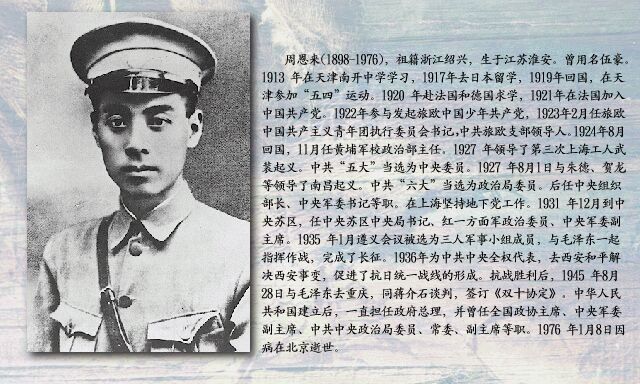 周恩来(1898-1976)，祖籍浙江绍兴，生于江苏淮安。曾用名伍豪。
1913 年在天津南开中学学习，1917年去日本留学，1919年回国，在天
津参加“五四”运动。1920 年赴法国和德国求学，1921年在法国加入
中国共产党。1922年参与发起旅欧中国少年共产党，1923年2月任旅欧
中国共产主义青年团执行委员会书记，中共旅欧支部领导人。1924年8月
回国，11月任黄埔军校政治部主任。1927 年领导了第三次上海工人武
装起义。中共“五大”当选为中央委员。1927 年8月1日与朱德、贺龙
等领导了南昌起义。中共“六大”当选为政治局委员。后任中央组织
部长、中央军委书记等职。在上海坚持地下党工作。1931 年12月到中
央苏区，任中央苏区中央局书记、红一方面军政治委员、中央军委副
主席。1935 年1月遵义会议被选为三人军事小组成员，与毛泽东一起
指挥作战，完成了长征。1936年为中共中央全权代表，去西安和平解
决西安事变，促进了抗日统一战线的形成。抗战胜利后，1945 年8月
28日与毛泽东去重庆，同蒋介石谈判，签订《双十协定》。中华人民
共和国建立后，一直担任政府总理，并曾任全国政协主席、中央军委
副主席、中共中央政治局委员、常委、副主席等职。1976 年1月8日因
病在北京逝世。